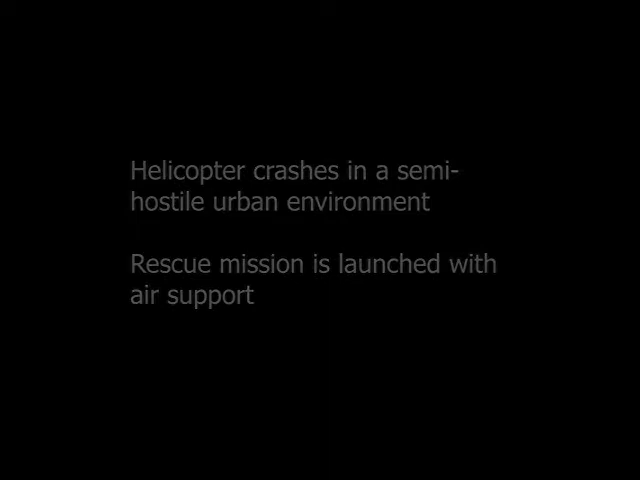 Helicopter crashes in a semi-
hostile urban environment
Rescue mission is launched with
air support